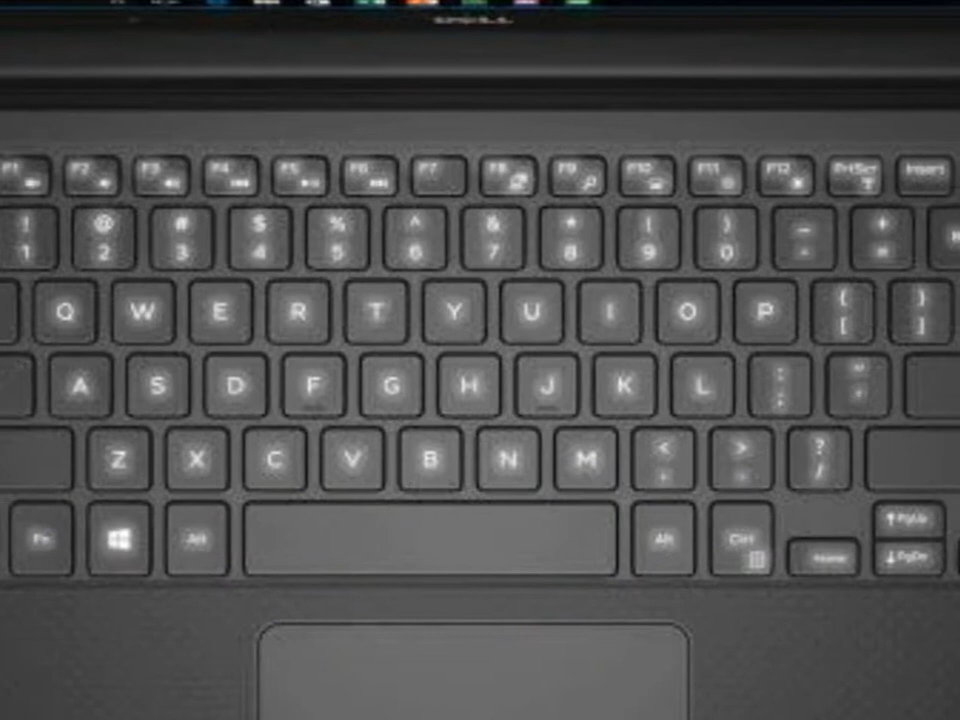 DELL
F1 F2 F3 F4 F5 F6 F7 F8 F9 F10 F11 F12 PrtScr Insert
! @ # $ % ^ & * ( ) _ +
1 2 3 4 5 6 7 8 9 0 - =
Q W E R T Y U I O P { }
[ ]
A S D F G H J K L : "
; '
Z X C V B N M < > ?
, . /
Fn Alt Alt Ctrl Home PgUp
PgDn